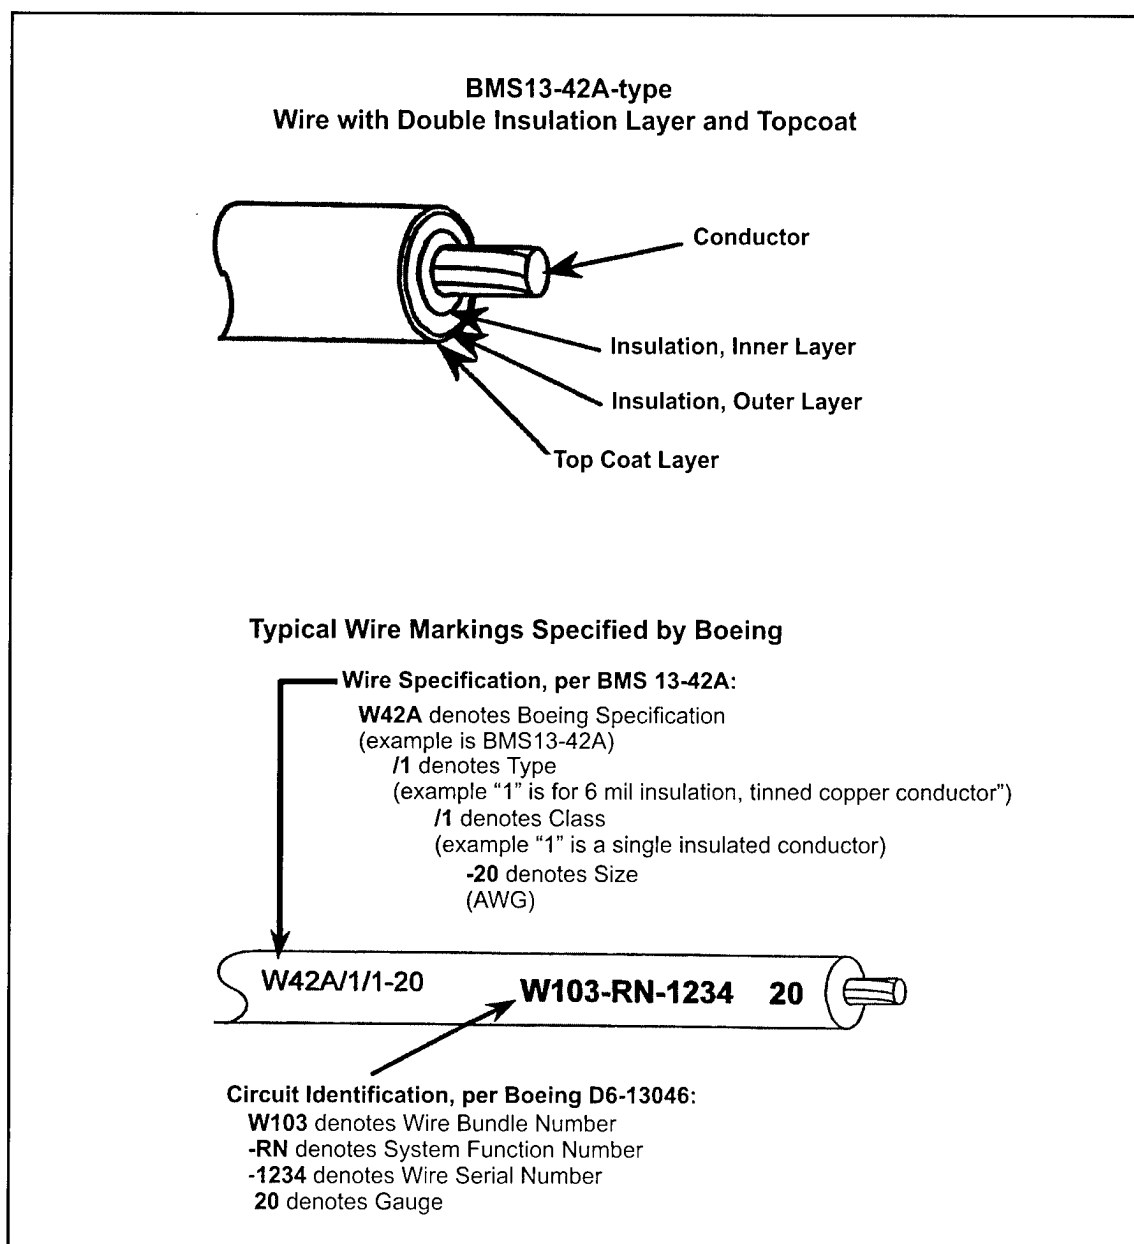 BMS13-42A-type
Wire with Double Insulation Layer and Topcoat
Conductor
Insulation, Inner Layer
Insulation, Outer Layer
Top Coat Layer
Typical Wire Markings Specified by Boeing
Wire Specification, per BMS 13-42A:
W42A denotes Boeing Specification
(example is BMS13-42A)
/1 denotes Type
(example “1” is for 6 mil insulation, tinned copper conductor”)
/1 denotes Class
(example “1” is a single insulated conductor)
-20 denotes Size
(AWG)
W42A/1/1-20 W103-RN-1234 20
Circuit Identification, per Boeing D6-13046:
W103 denotes Wire Bundle Number
-RN denotes System Function Number
-1234 denotes Wire Serial Number
20 denotes Gauge